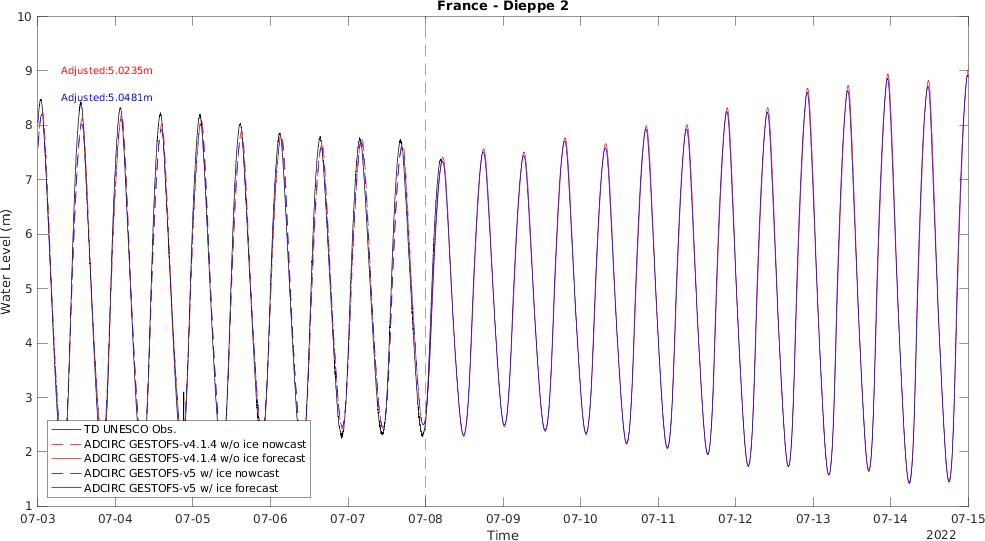 France - Dieppe 2
10
9
8
7
6
5
4
3
2
1
Water Level (m)
Adjusted:5.0235m
Adjusted:5.0481m
TD UNESCO Obs.
ADCIRC GESTOFS-v4.1.4 w/o ice nowcast
ADCIRC GESTOFS-v4.1.4 w/o ice forecast
ADCIRC GESTOFS-v5 w/ ice nowcast
ADCIRC GESTOFS-v5 w/ ice forecast
07-03 07-04 07-05 07-06 07-07 07-08 07-09 07-10 07-11 07-12 07-13 07-14 07-15
Time
2022